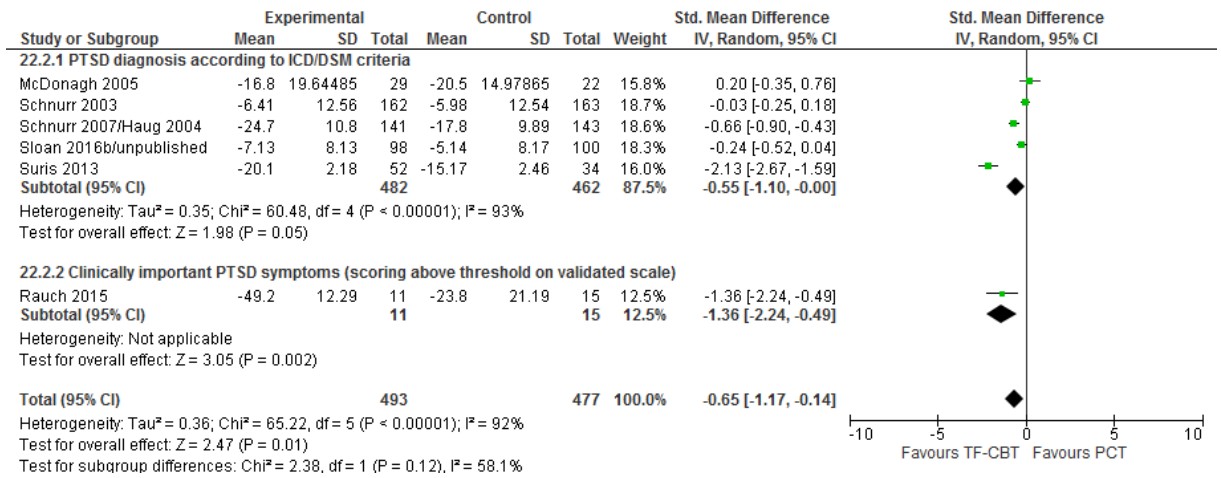 Experimental Control Std. Mean Difference Std. Mean Difference
Study or Subgroup Mean SD Total Mean SD Total Weight IV, Random, 95% CI IV, Random, 95% CI
22.2.1 PTSD diagnosis according to ICD/DSM criteria
McDonagh 2005 -16.8 19.64485 29 -20.5 14.97865 22 15.8% 0.20 [-0.35, 0.76]
Schnurr 2003 -6.41 12.56 162 -5.98 12.54 163 18.7% -0.03 [-0.25, 0.18]
Schnurr 2007/Haug 2004 -24.7 10.8 141 -17.8 9.89 143 18.6% -0.66 [-0.90, -0.43]
Sloan 2016b/unpublished -7.13 8.13 98 -5.14 8.17 100 18.3% -0.24 [-0.52, 0.04]
Suris 2013 -20.1 2.18 52 -15.17 2.46 34 16.0% -2.13 [-2.67, -1.59]
Subtotal (95% CI) 482 462 87.5% -0.55 [-1.10, -0.00]
Heterogeneity: Tau² = 0.35; Chi² = 60.48, df = 4 (P < 0.00001); I² = 93%
Test for overall effect: Z = 1.98 (P = 0.05)
22.2.2 Clinically important PTSD symptoms (scoring above threshold on validated scale)
Rauch 2015 -49.2 12.29 11 -23.8 21.19 15 12.5% -1.36 [-2.24, -0.49]
Subtotal (95% CI) 11 15 12.5% -1.36 [-2.24, -0.49]
Heterogeneity: Not applicable
Test for overall effect: Z = 3.05 (P = 0.002)
Total (95% CI) 493 477 100.0% -0.65 [-1.17, -0.14]
Heterogeneity: Tau² = 0.36; Chi² = 65.22, df = 5 (P < 0.00001); I² = 92%
Test for overall effect: Z = 2.47 (P = 0.01)
Test for subgroup differences: Chi² = 2.38, df = 1 (P = 0.12), I² = 58.1%
-10 -5 0 5 10
Favours TF-CBT Favours PCT